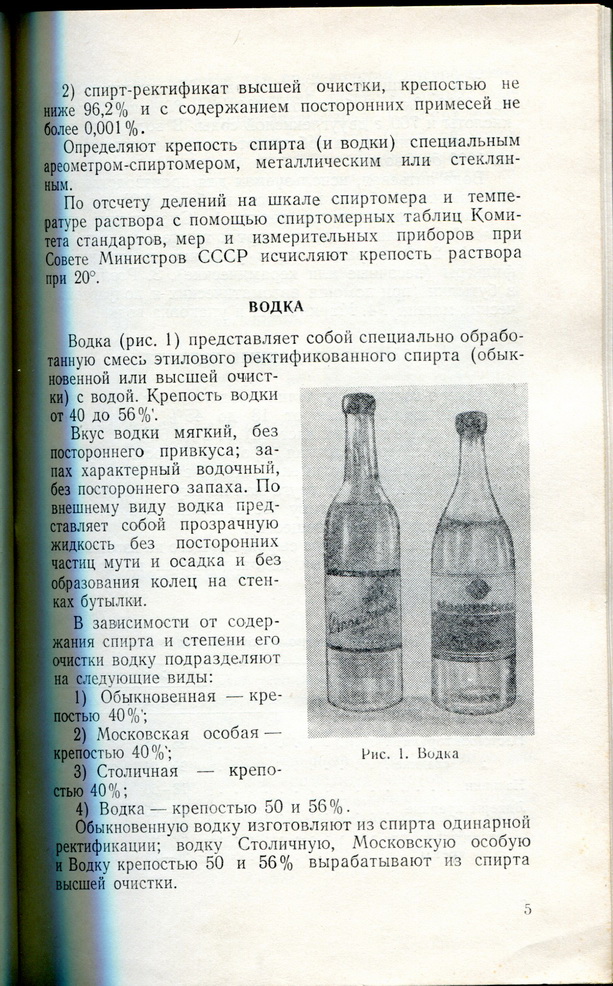 2) спирт-ректификат высшей очистки, крепостью не
ниже 96,2% и с содержанием посторонних примесей не
более 0,001%.
Определяют крепость спирта (и водки) специальным
ареометром-спиртомером, металлическим или стеклян-
ным.
По отсчету делений на шкале спиртомера и темпе-
ратуре раствора с помощью спиртомерных таблиц Коми-
тета стандартов, мер и измерительных приборов при
Совете Министров СССР исчисляют крепость раствора
при 20°.
ВОДКА
Водка (рис. 1) представляет собой специально обрабо-
танную смесь этилового ректификованного спирта (обык-
новенной или высшей очист-
ки) с водой. Крепость водки
от 40 до 56%.
Вкус водки мягкий, без
постороннего привкуса; за-
пах характерный водочный,
без постороннего запаха. По
внешнему виду водка пред-
ставляет собой прозрачную
жидкость без посторонних
частиц мути и осадка и без
образования колец на стен-
ках бутылки.
В зависимости от содер-
жания спирта и степени его
очистки водку подразделяют
на следующие виды:
1) Обыкновенная — кре-
постью 40%;
2) Московская особая —
крепостью 40%;
3) Столичная — крепо-
стью 40%;
4) Водка — крепостью 50 и 56%.
Московская
Рис. 1. Водка
Обыкновенную водку изготовляют из спирта одинарной
ректификации; водку Столичную, Московскую особую
и Водку крепостью 50 и 56% вырабатывают из спирта
высшей очистки.
5